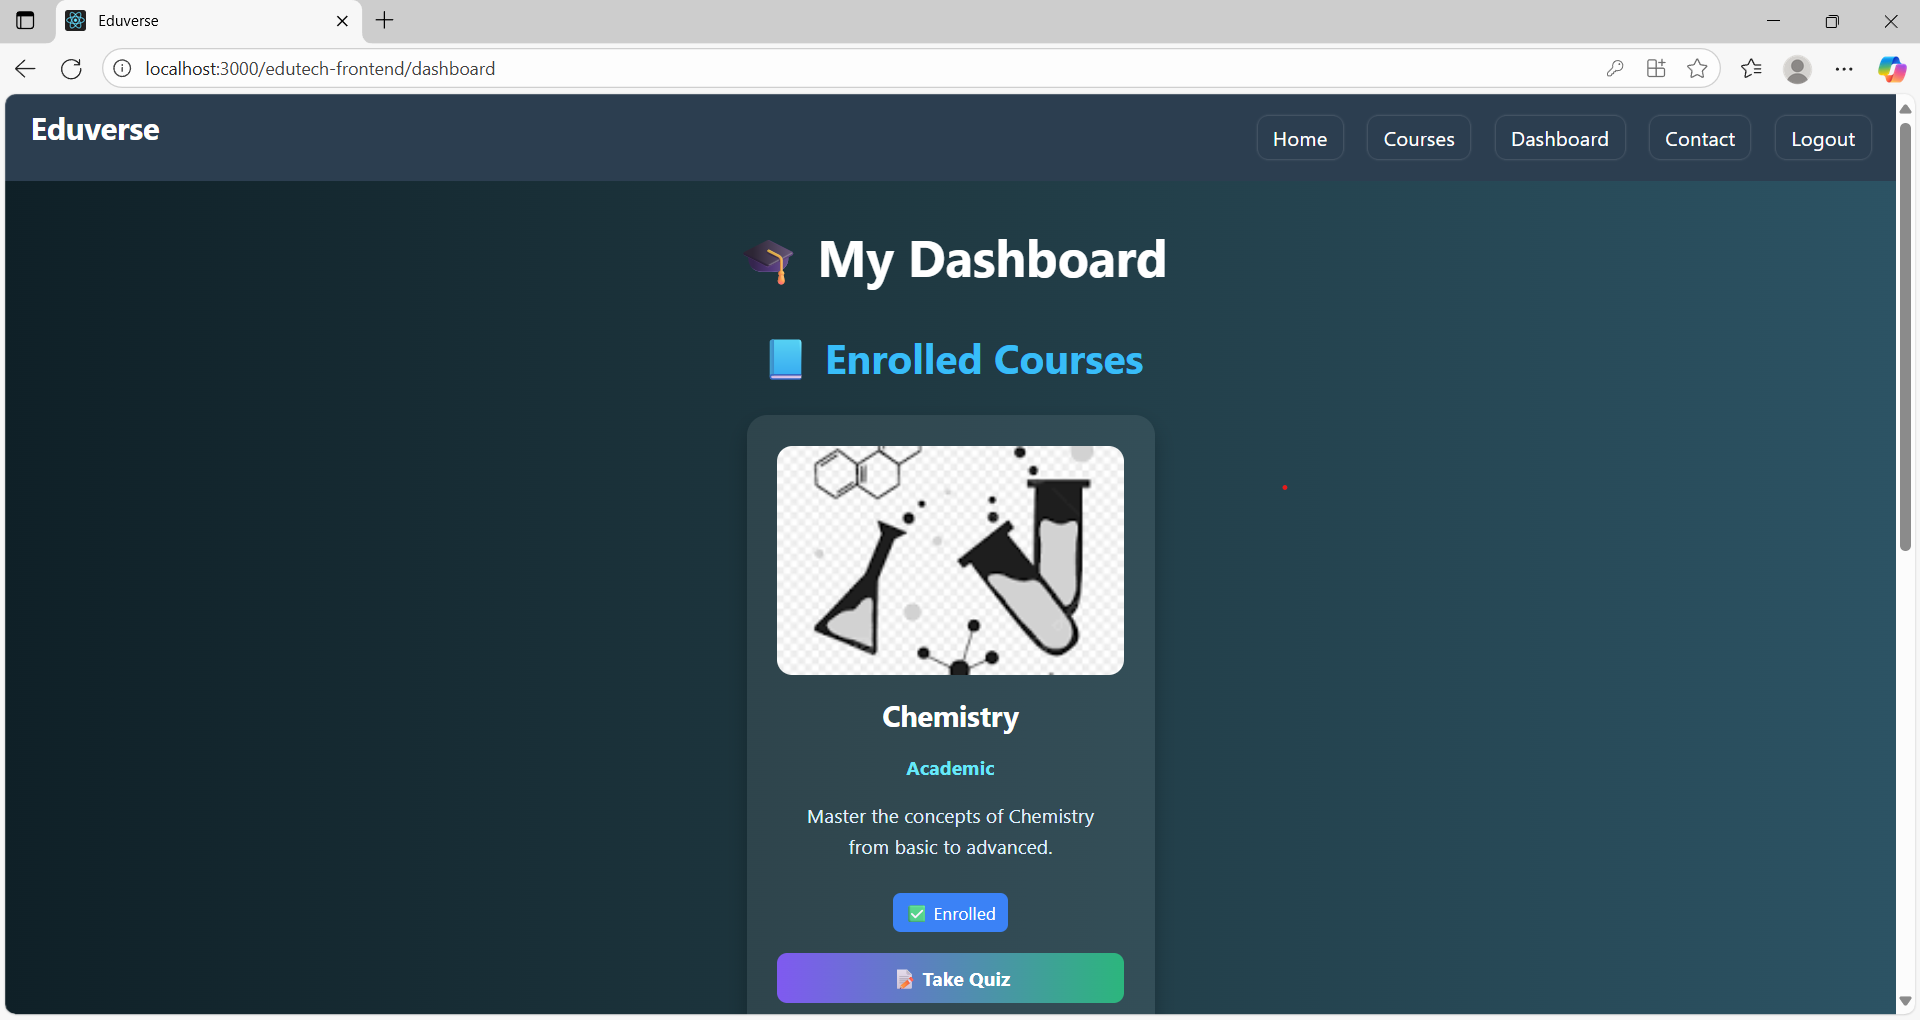 Eduverse
localhost:3000/edutech-frontend/dashboard
Eduverse
Home
Courses
Dashboard
Contact
Logout
My Dashboard
Enrolled Courses
Chemistry
Academic
Master the concepts of Chemistry
from basic to advanced.
Enrolled
Take Quiz